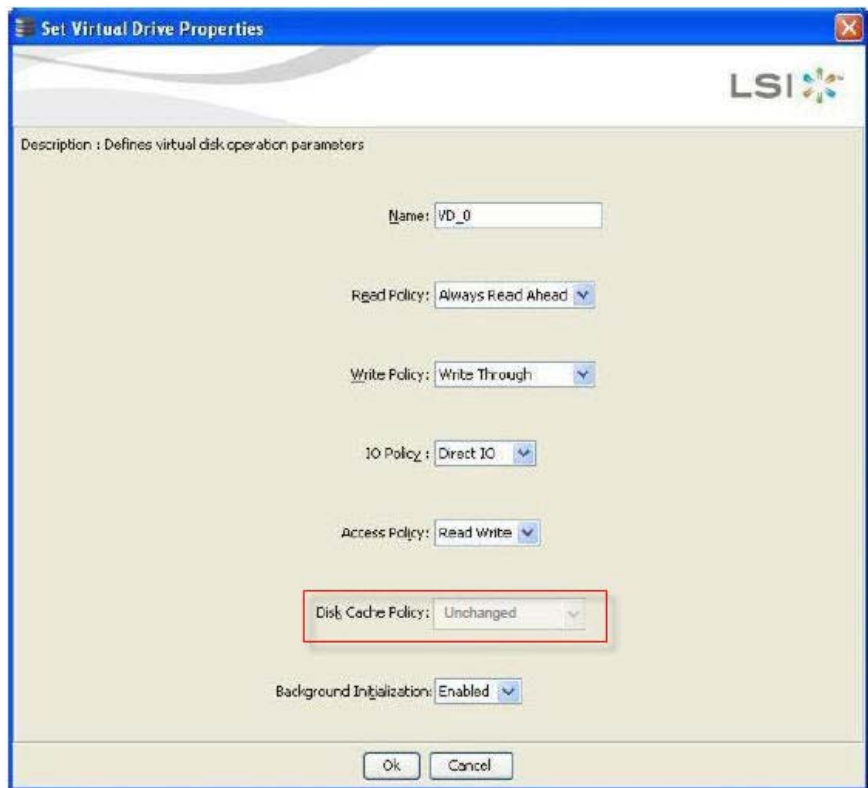 Set Virtual Drive Properties
LSI
Description : Defines virtual disk operation parameters
Name: VD_0
Read Policy: Always Read Ahead
Write Policy: Write Through
IO Policy : Direct IO
Access Policy: Read Write
Disk Cache Policy: Unchanged
Background Initialization: Enabled
Ok Cancel